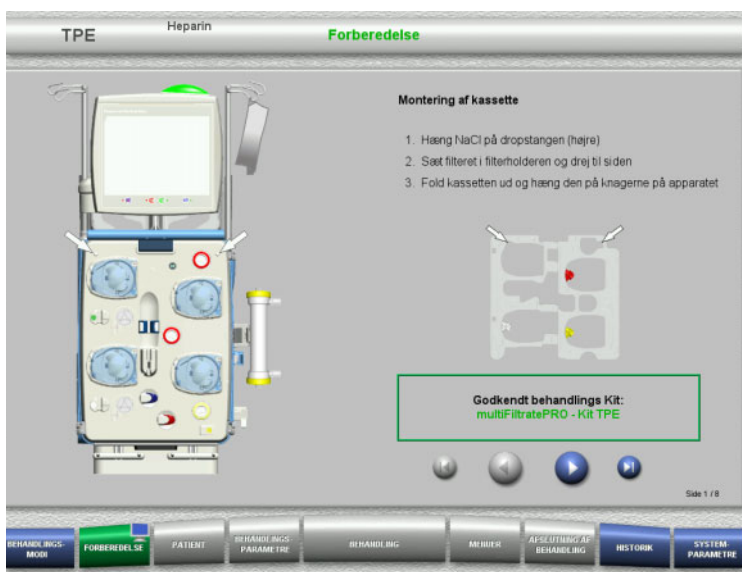 TPE
Heparin
Forberedelse
Montering af kassette
1. Hæng NaCl på dropstangen (højre)
2. Sæt filteret i filterholderen og drej til siden
3. Fold kassetten ud og hæng den på knagerne på apparatet
Godkendt behandlings Kit:
multiFiltratePRO - Kit TPE
Side 1 / 8
BEHANDLINGS-
MODI
FORBEREDELSE
PATIENT
BEHANDLINGS-
PARAMETRE
BEHANDLING
MENUER
AFSLUTNING AF
BEHANDLING
HISTORIK
SYSTEM-
PARAMETRE